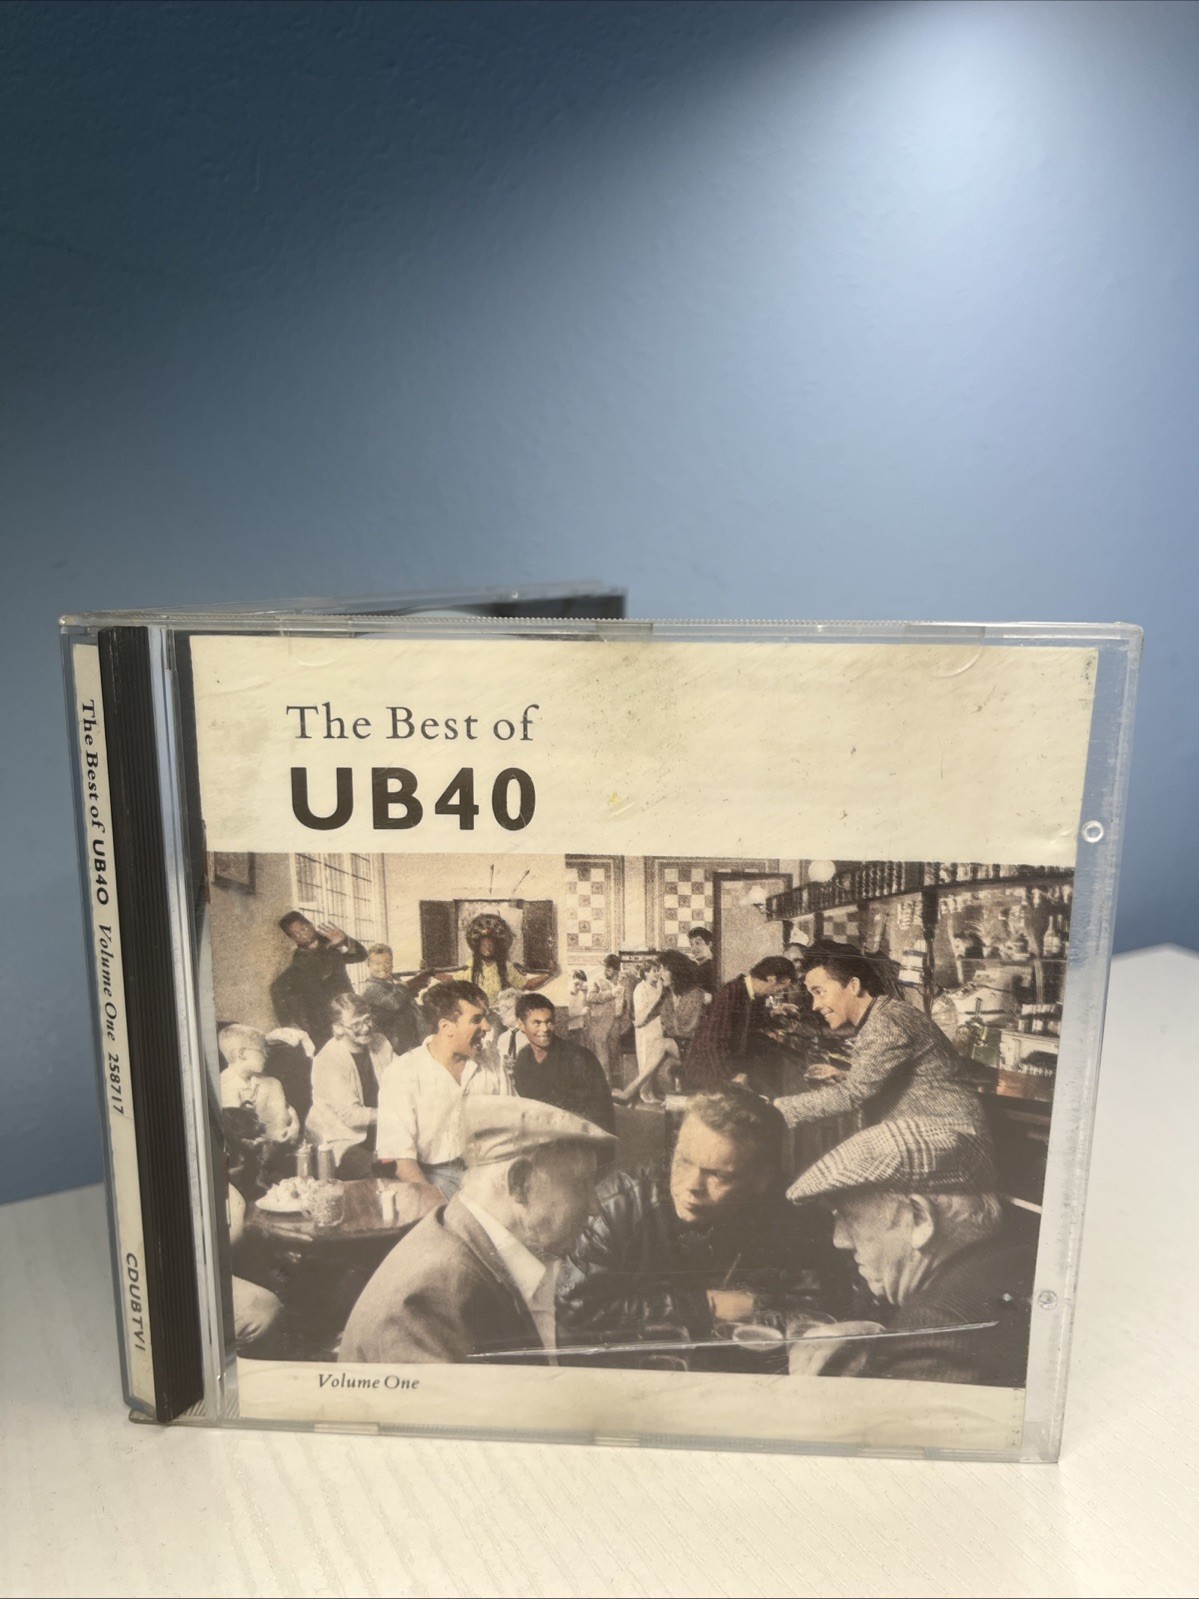 The Best of
UB40
Volume One
The Best of UB40 Volume One 258717 CDUBTV1